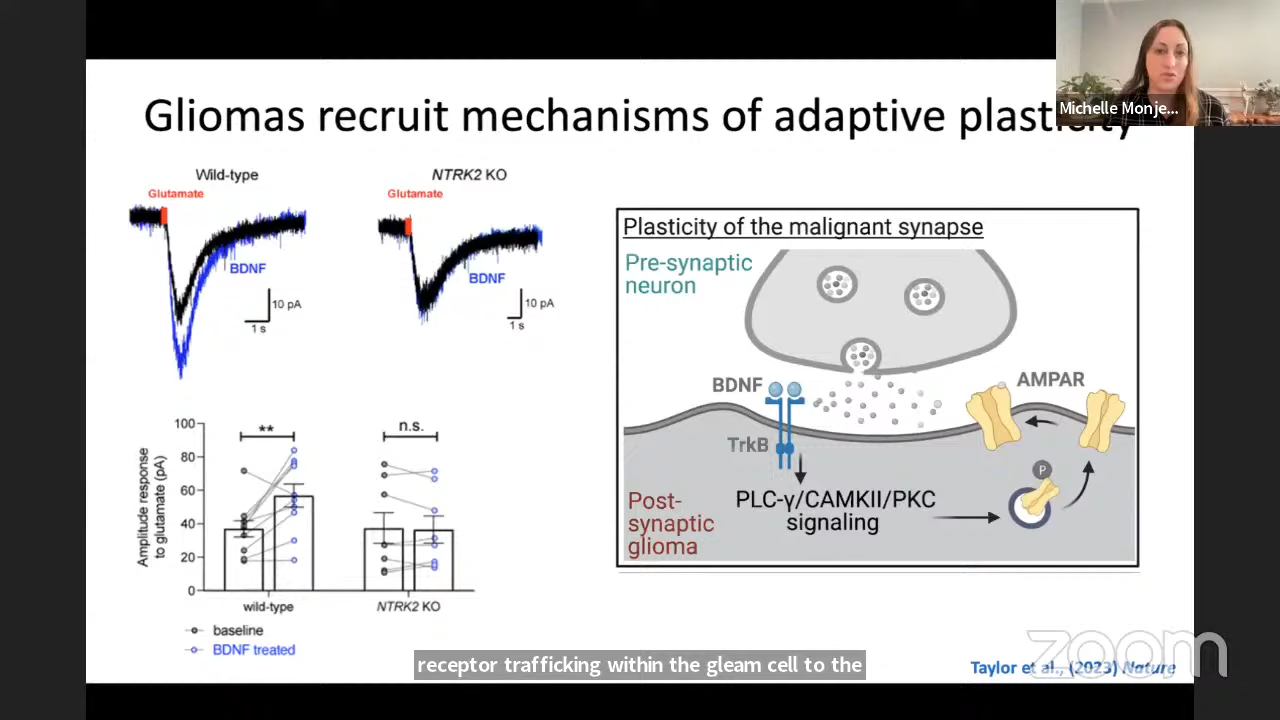 Gliomas recruit mechanisms of adaptive plasticity
Michelle Monje...
Wild-type
Glutamate
BDNF
10 pA
1 s
NTRK2 KO
Glutamate
BDNF
10 pA
1 s
Amplitude response
to glutamate (pA)
100
80
60
40
20
0
**
n.s.
wild-type
NTRK2 KO
baseline
BDNF treated
Plasticity of the malignant synapse
Pre-synaptic
neuron
BDNF
AMPAR
TrkB
P
Post-
synaptic
glioma
PLC-γ/CAMKII/PKC
signaling
receptor trafficking within the gleam cell to the
Taylor et al., (2023) Nature
zoom